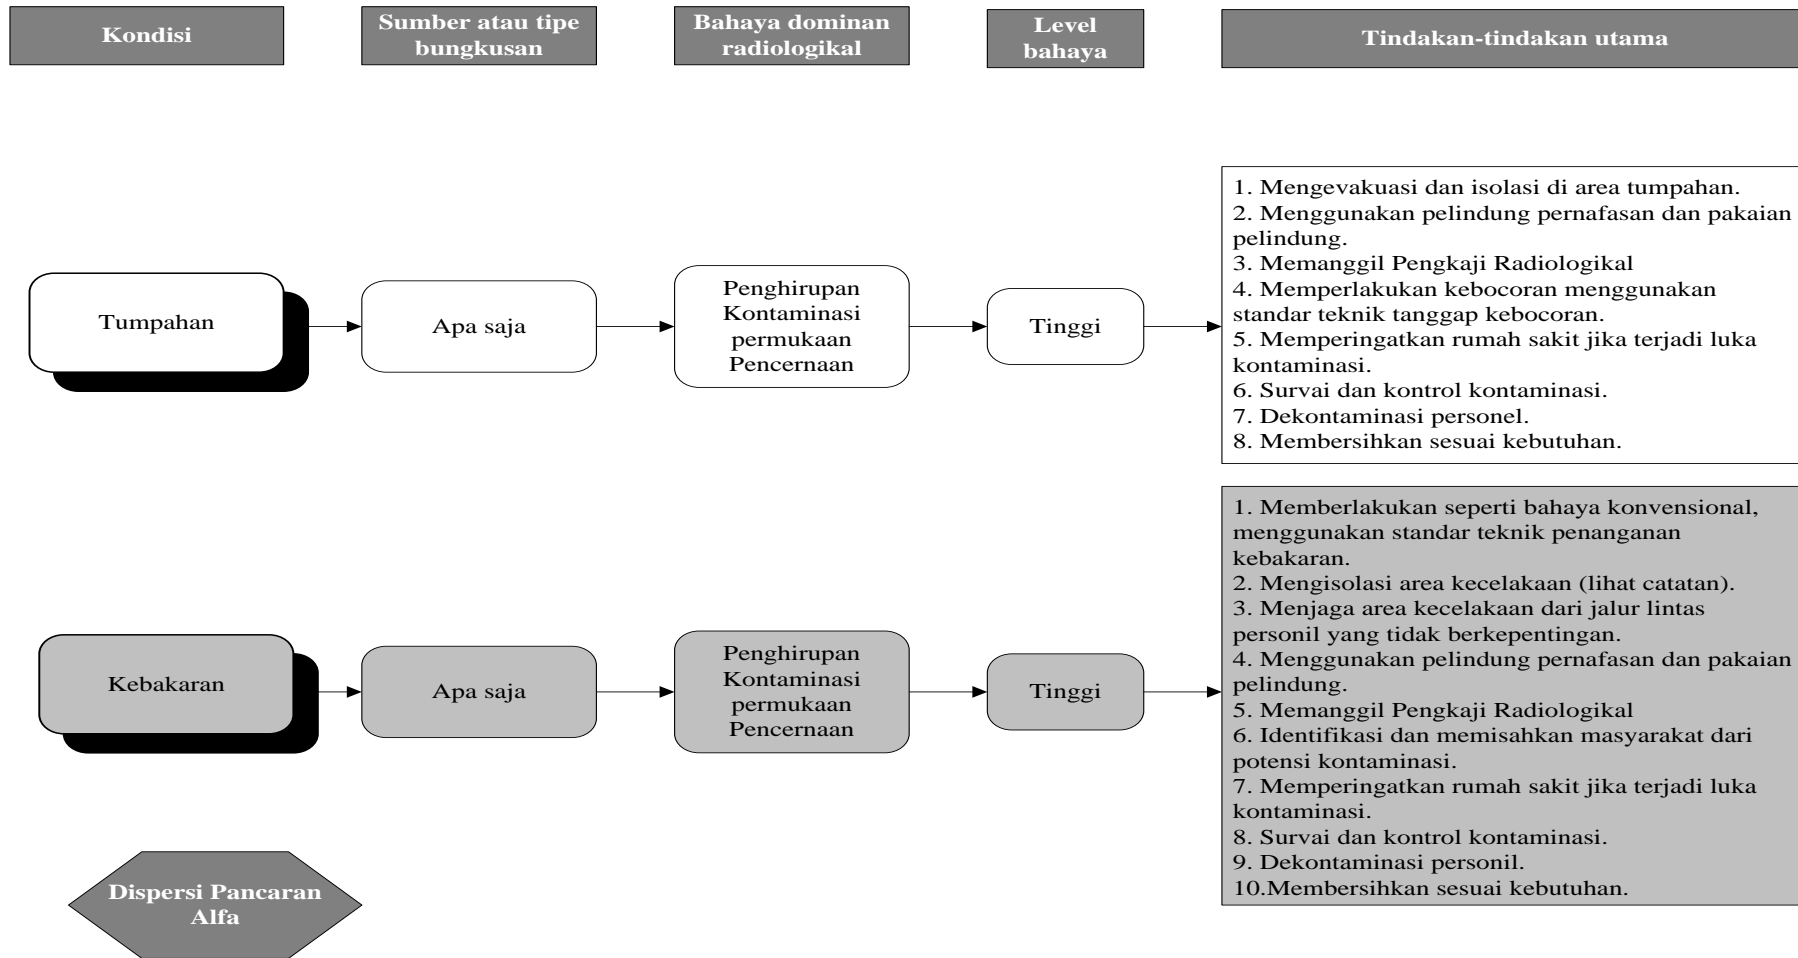 Kondisi
Sumber atau tipe
bungkusan
Bahaya dominan
radiologikal
Level
bahaya
Tindakan-tindakan utama
Tumpahan
Apa saja
Penghirupan
Kontaminasi
permukaan
Pencernaan
Tinggi
1. Mengevakuasi dan isolasi di area tumpahan.
2. Menggunakan pelindung pernafasan dan pakaian
pelindung.
3. Memanggil Pengkaji Radiologikal
4. Memperlakukan kebocoran menggunakan
standar teknik tanggap kebocoran.
5. Memperingatkan rumah sakit jika terjadi luka
kontaminasi.
6. Survai dan kontrol kontaminasi.
7. Dekontaminasi personel.
8. Membersihkan sesuai kebutuhan.
Kebakaran
Apa saja
Penghirupan
Kontaminasi
permukaan
Pencernaan
Tinggi
1. Memberlakukan seperti bahaya konvensional,
menggunakan standar teknik penanganan
kebakaran.
2. Mengisolasi area kecelakaan (lihat catatan).
3. Menjaga area kecelakaan dari jalur lintas
personil yang tidak berkepentingan.
4. Menggunakan pelindung pernafasan dan pakaian
pelindung.
5. Memanggil Pengkaji Radiologikal
6. Identifikasi dan memisahkan masyarakat dari
potensi kontaminasi.
7. Memperingatkan rumah sakit jika terjadi luka
kontaminasi.
8. Survai dan kontrol kontaminasi.
9. Dekontaminasi personil.
10.Membersihkan sesuai kebutuhan.
Dispersi Pancaran
Alfa